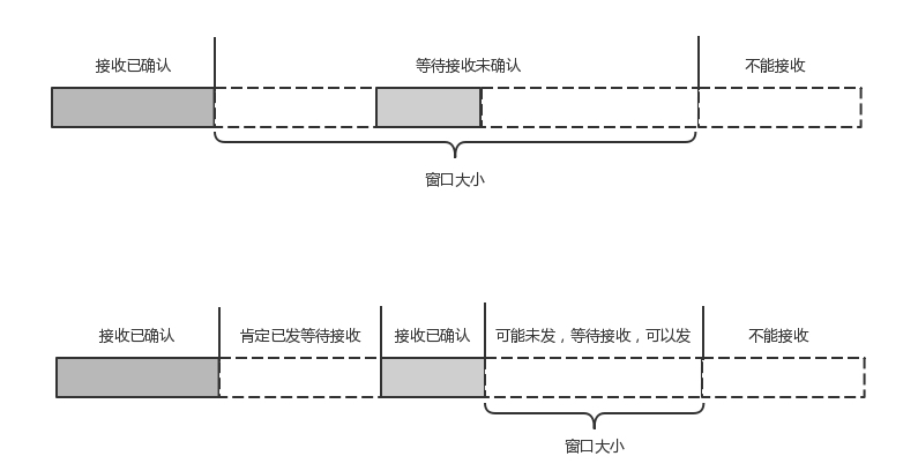 接收已确认
等待接收未确认
不能接收
窗口大小
接收已确认
肯定已发等待接收
接收已确认
可能未发，等待接收，可以发
不能接收
窗口大小